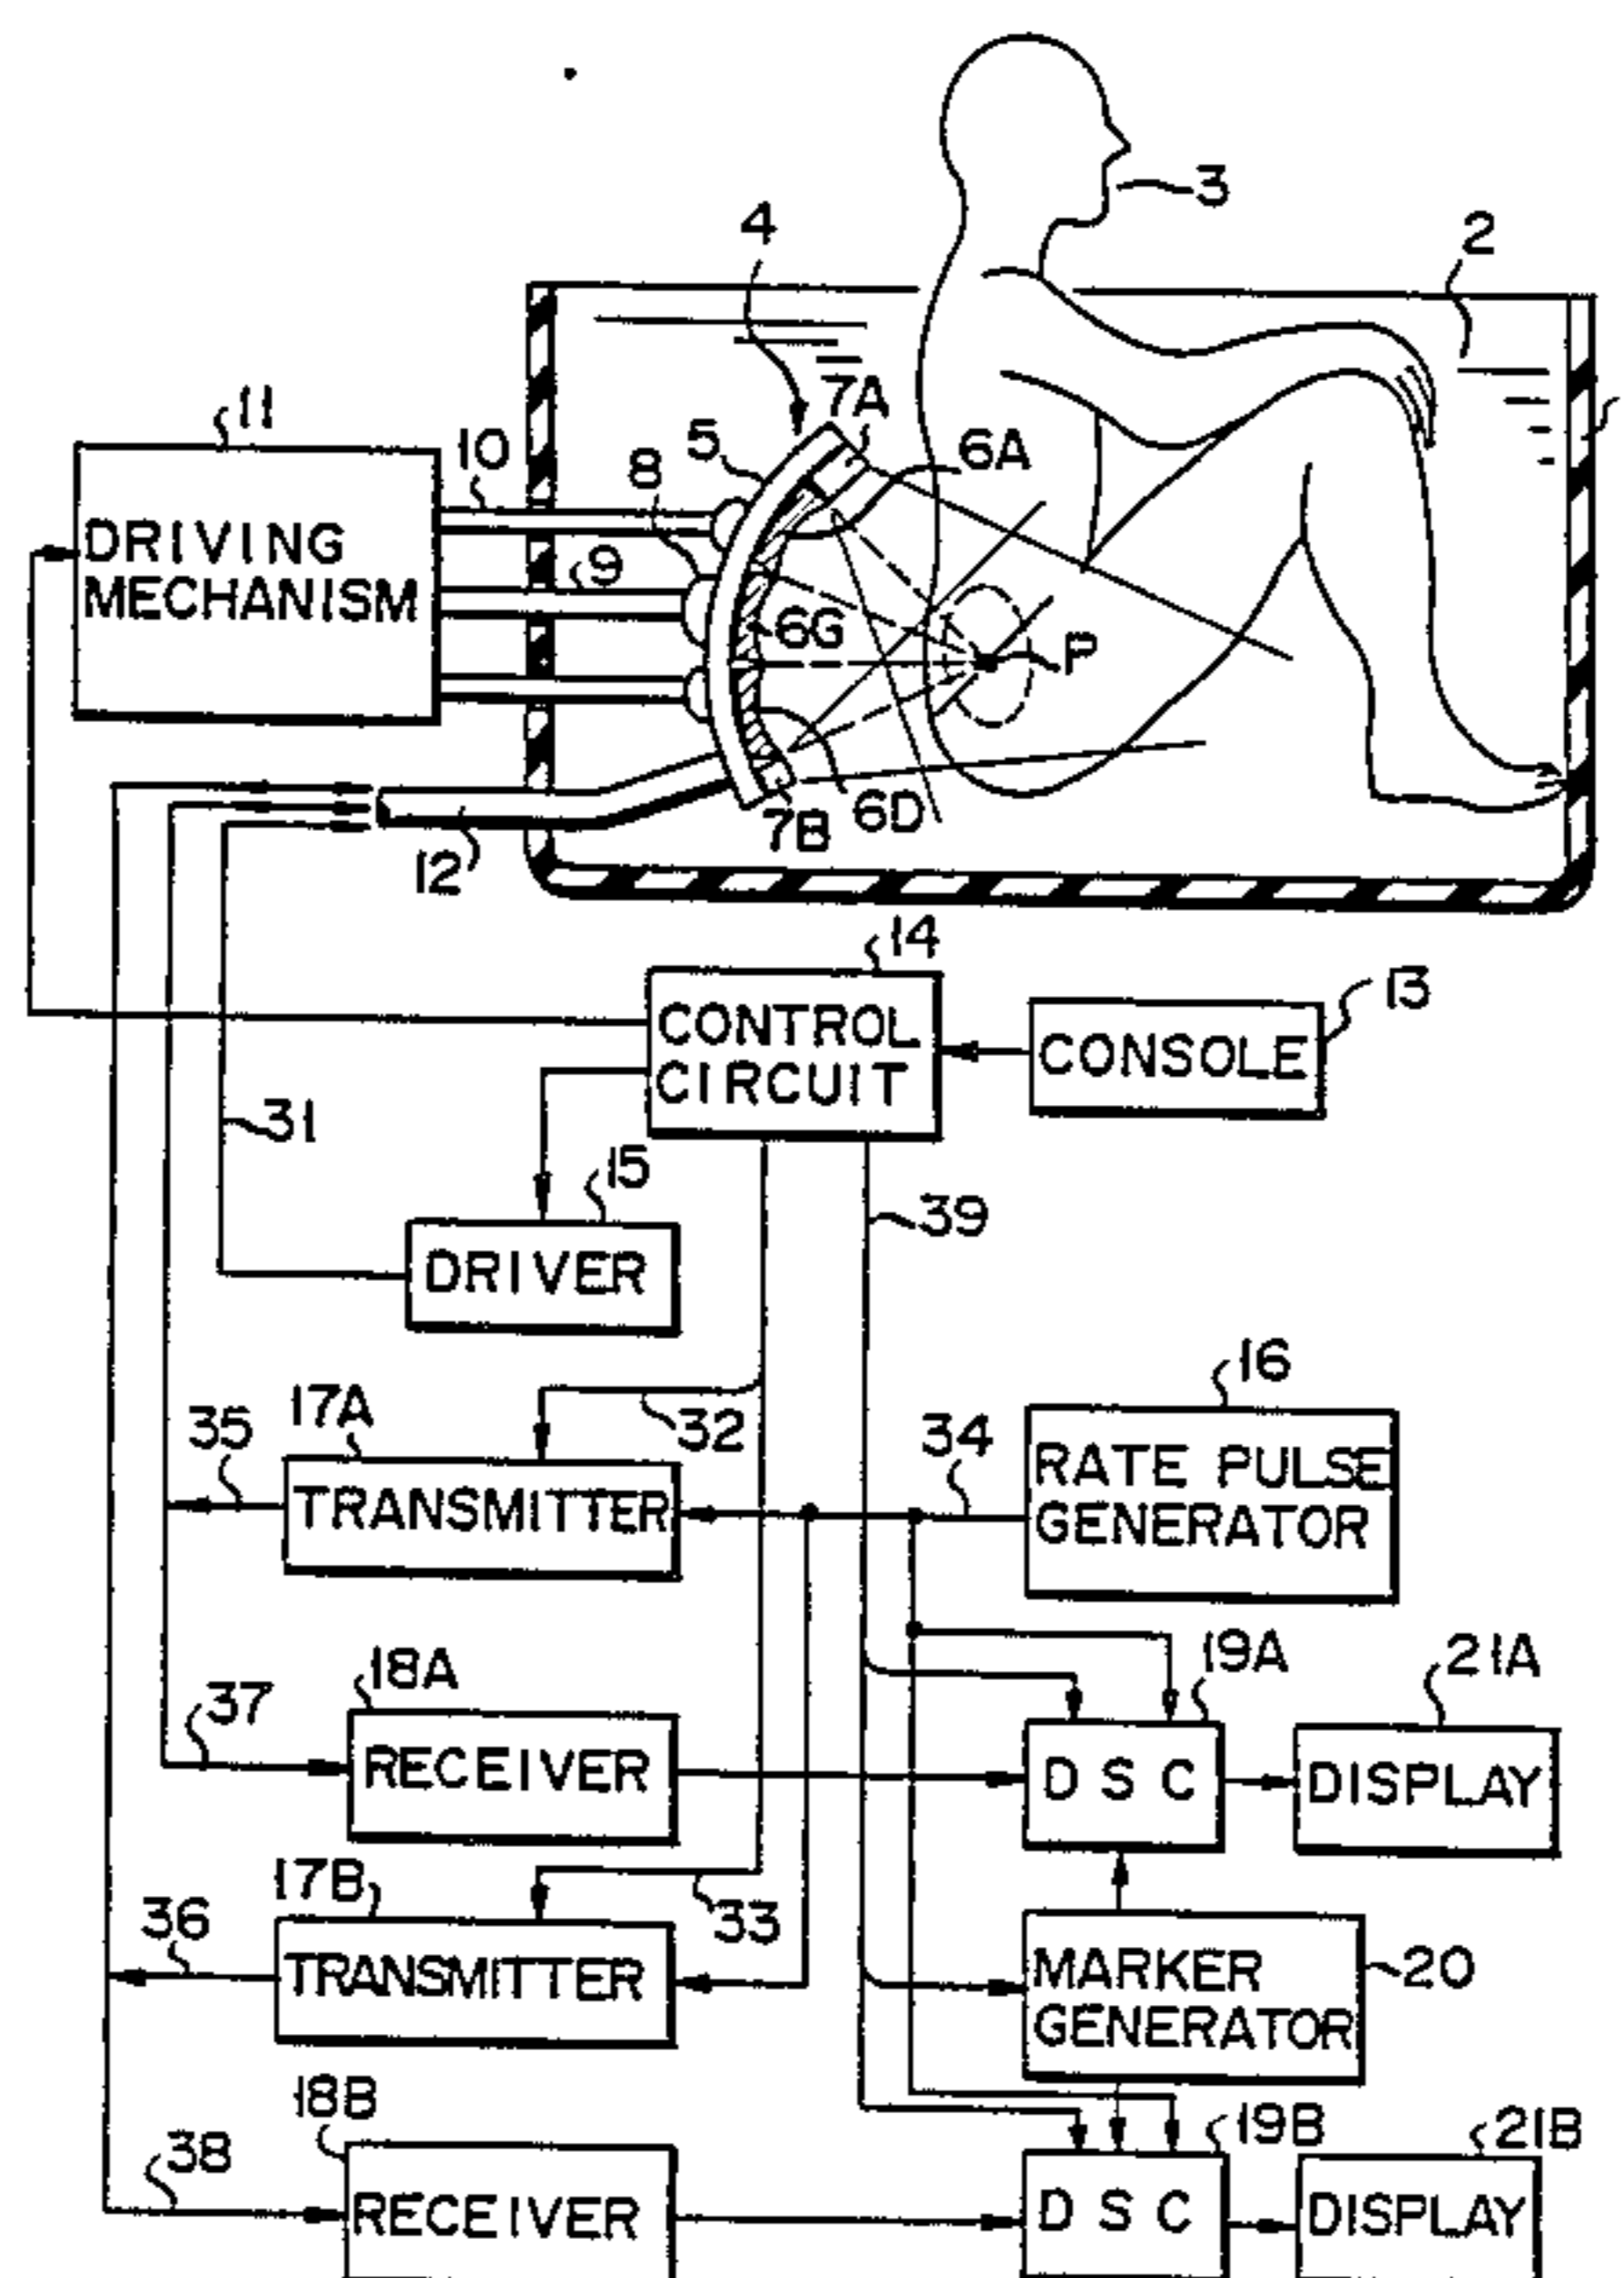 3
4
2
7A
11
10
5
8
6A
DRIVING
MECHANISM
9
6G
P
12
7B
6D
14
13
CONTROL
CIRCUIT
CONSOLE
31
15
39
DRIVER
16
17A
35
32
34
RATE PULSE
GENERATOR
TRANSMITTER
18A
19A
21A
37
RECEIVER
D S C
DISPLAY
17B
33
36
TRANSMITTER
MARKER
GENERATOR
20
18B
19B
21B
38
RECEIVER
D S C
DISPLAY